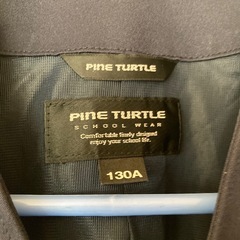 PINE TURTLE
PINE TURTLE
SCHOOL WEAR
Comfortable finely designed
enjoy your school life.
130A